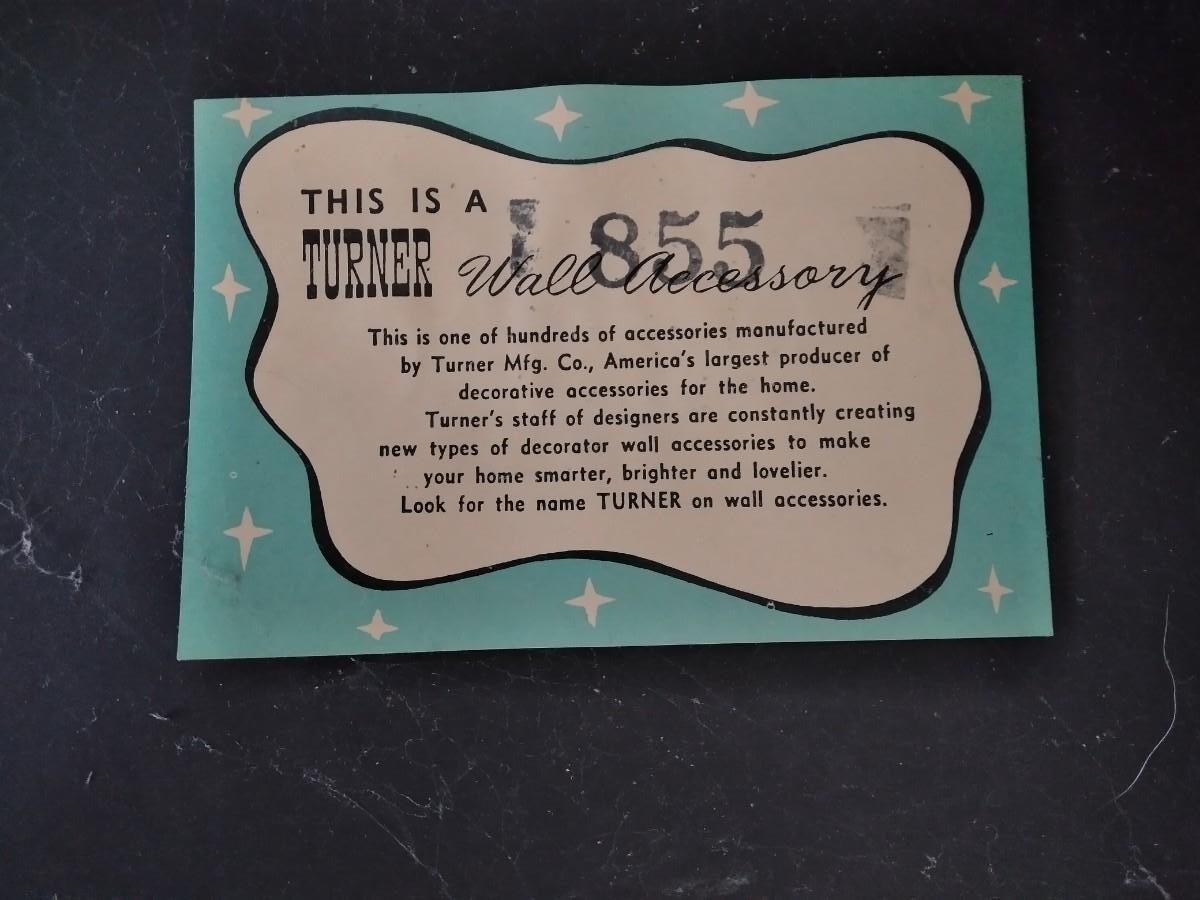 THIS IS A
855
TURNER Wall Accessory
This is one of hundreds of accessories manufactured
by Turner Mfg. Co., America's largest producer of
decorative accessories for the home.
Turner's staff of designers are constantly creating
new types of decorator wall accessories to make
your home smarter, brighter and lovelier.
Look for the name TURNER on wall accessories.